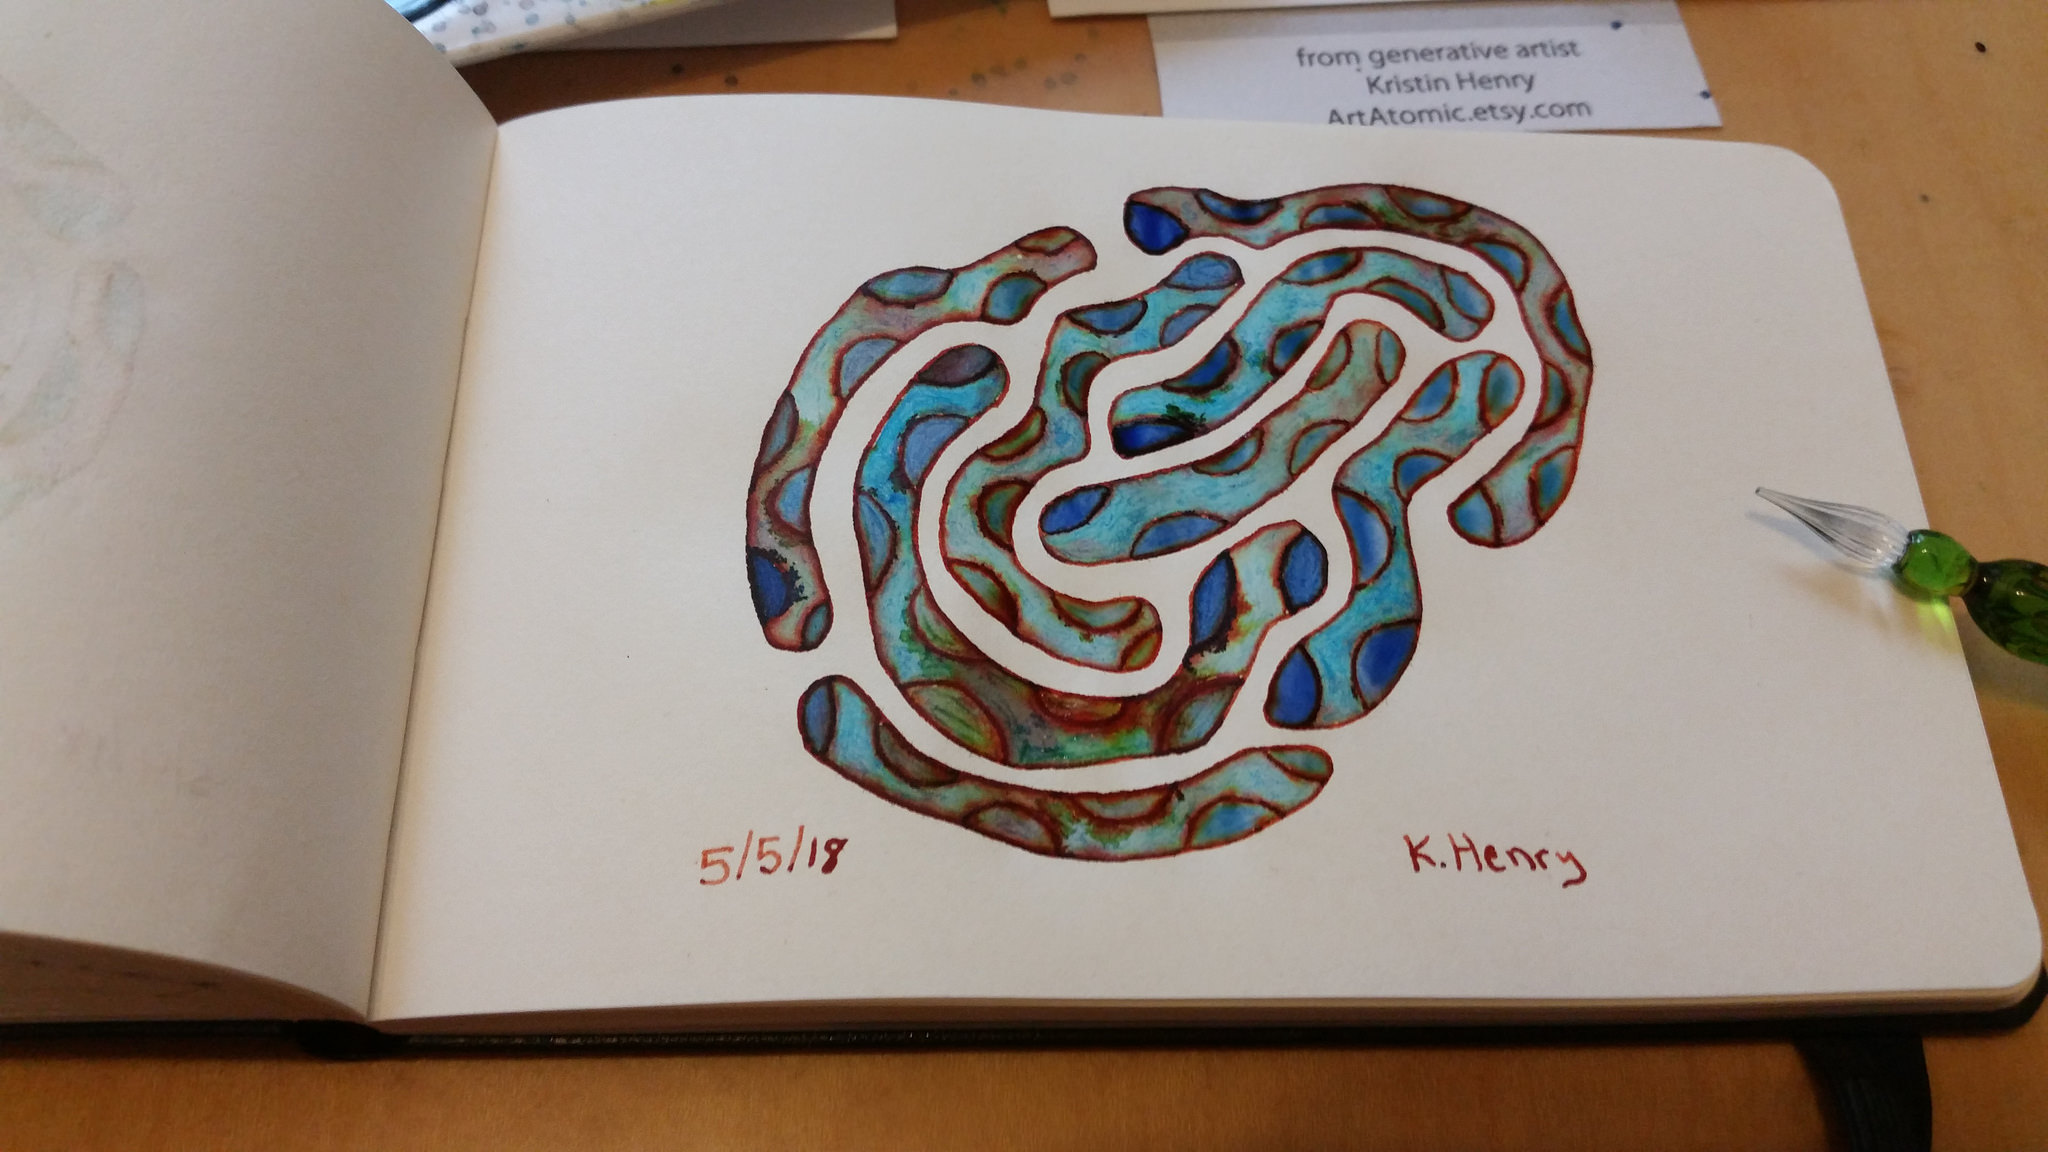 from generative artist
Kristin Henry
ArtAtomic.etsy.com
5/5/18
K.Henry